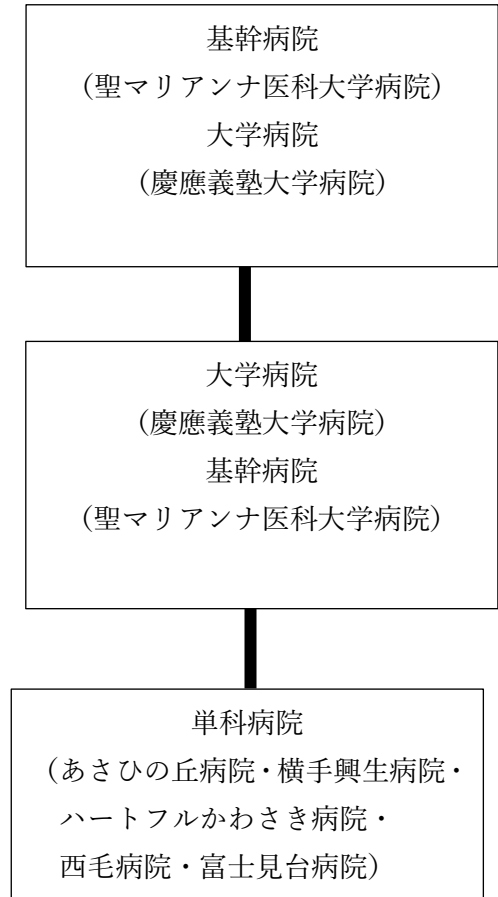 基幹病院
(聖マリアンナ医科大学病院)
大学病院
(慶應義塾大学病院)
大学病院
(慶應義塾大学病院)
基幹病院
(聖マリアンナ医科大学病院)
単科病院
(あさひの丘病院・横手興生病院・
ハートフルかわさき病院・
西毛病院・富士見台病院)